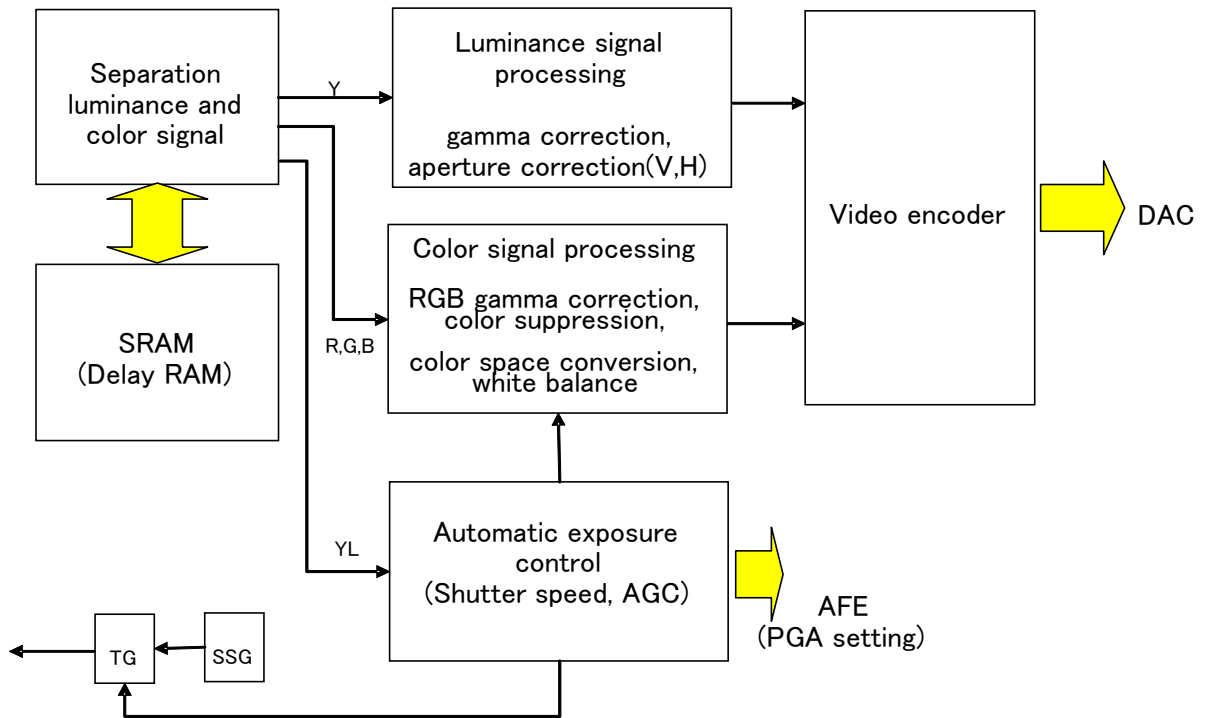 Separation
luminance and
color signal
Y
Luminance signal
processing
gamma correction,
aperture correction(V,H)
Video encoder
DAC
SRAM
(Delay RAM)
R,G,B
Color signal processing
RGB gamma correction,
color suppression,
color space conversion,
white balance
YL
Automatic exposure
control
(Shutter speed, AGC)
AFE
(PGA setting)
TG
SSG